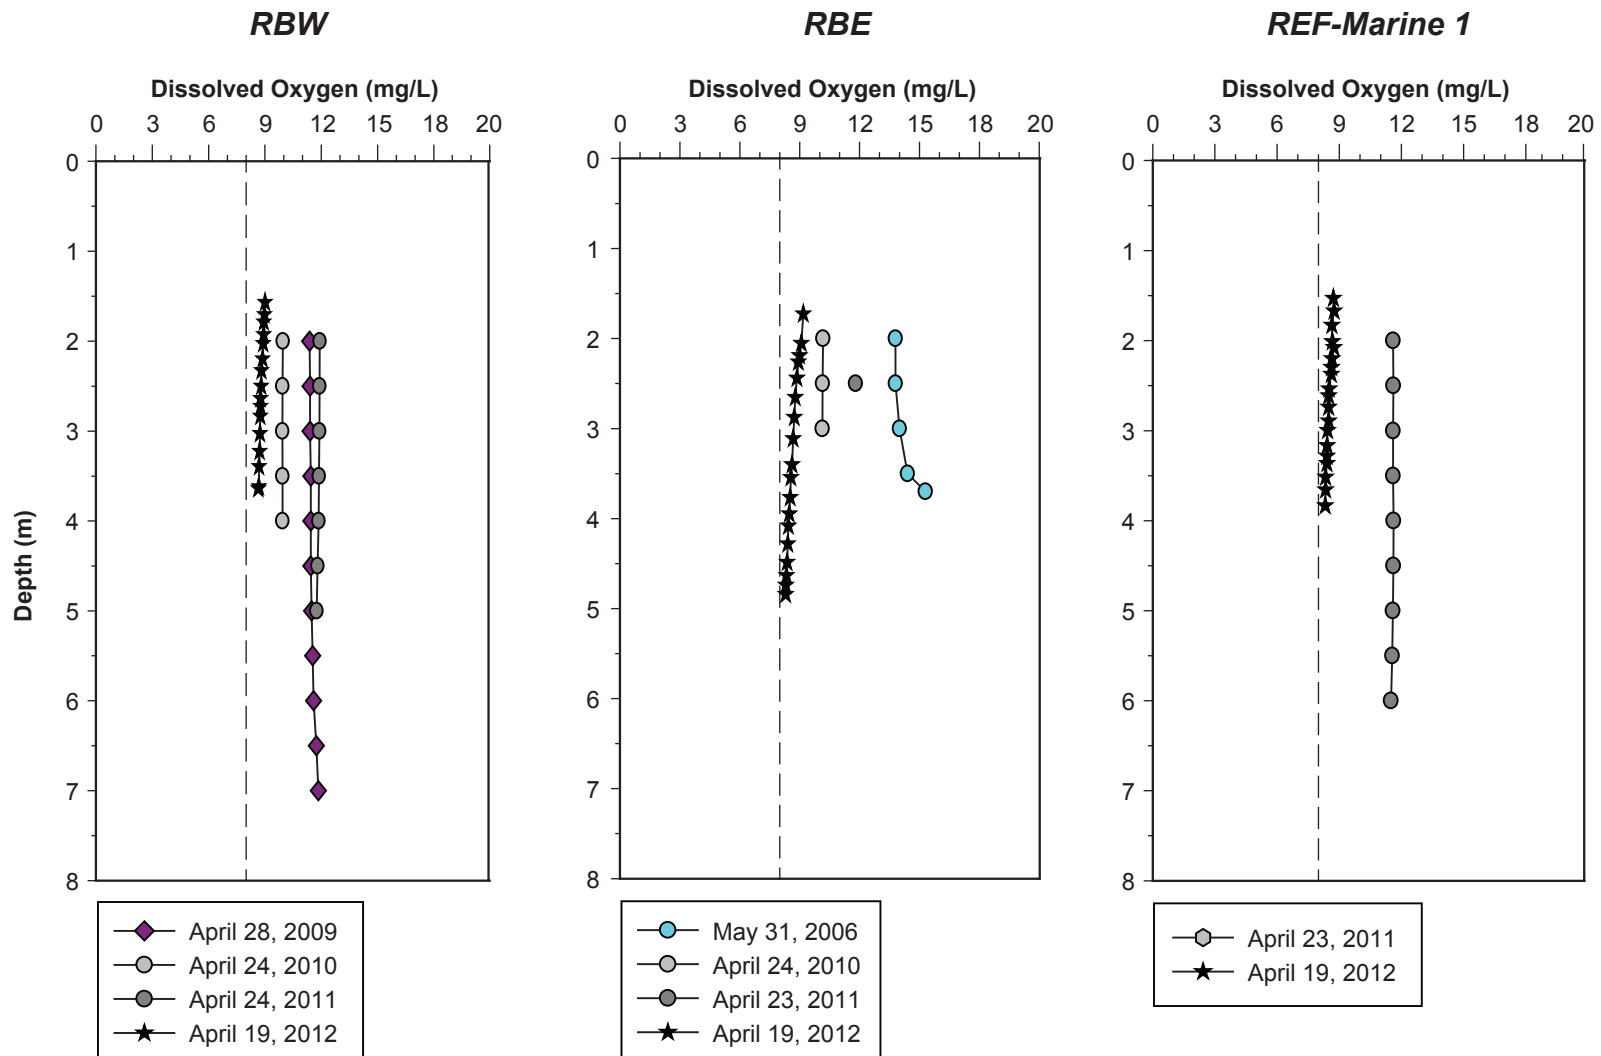 RBW RBE REF-Marine 1
Dissolved Oxygen (mg/L) Dissolved Oxygen (mg/L) Dissolved Oxygen (mg/L)
0 3 6 9 12 15 18 20 0 3 6 9 12 15 18 20 0 3 6 9 12 15 18 20
0 0 0
1 1 1
2 2 2
3 3 3
4 4 4
5 5 5
6 6 6
7 7 7
8 8 8
Depth (m)
April 28, 2009
April 24, 2010
April 24, 2011
April 19, 2012
May 31, 2006
April 24, 2010
April 23, 2011
April 19, 2012
April 23, 2011
April 19, 2012